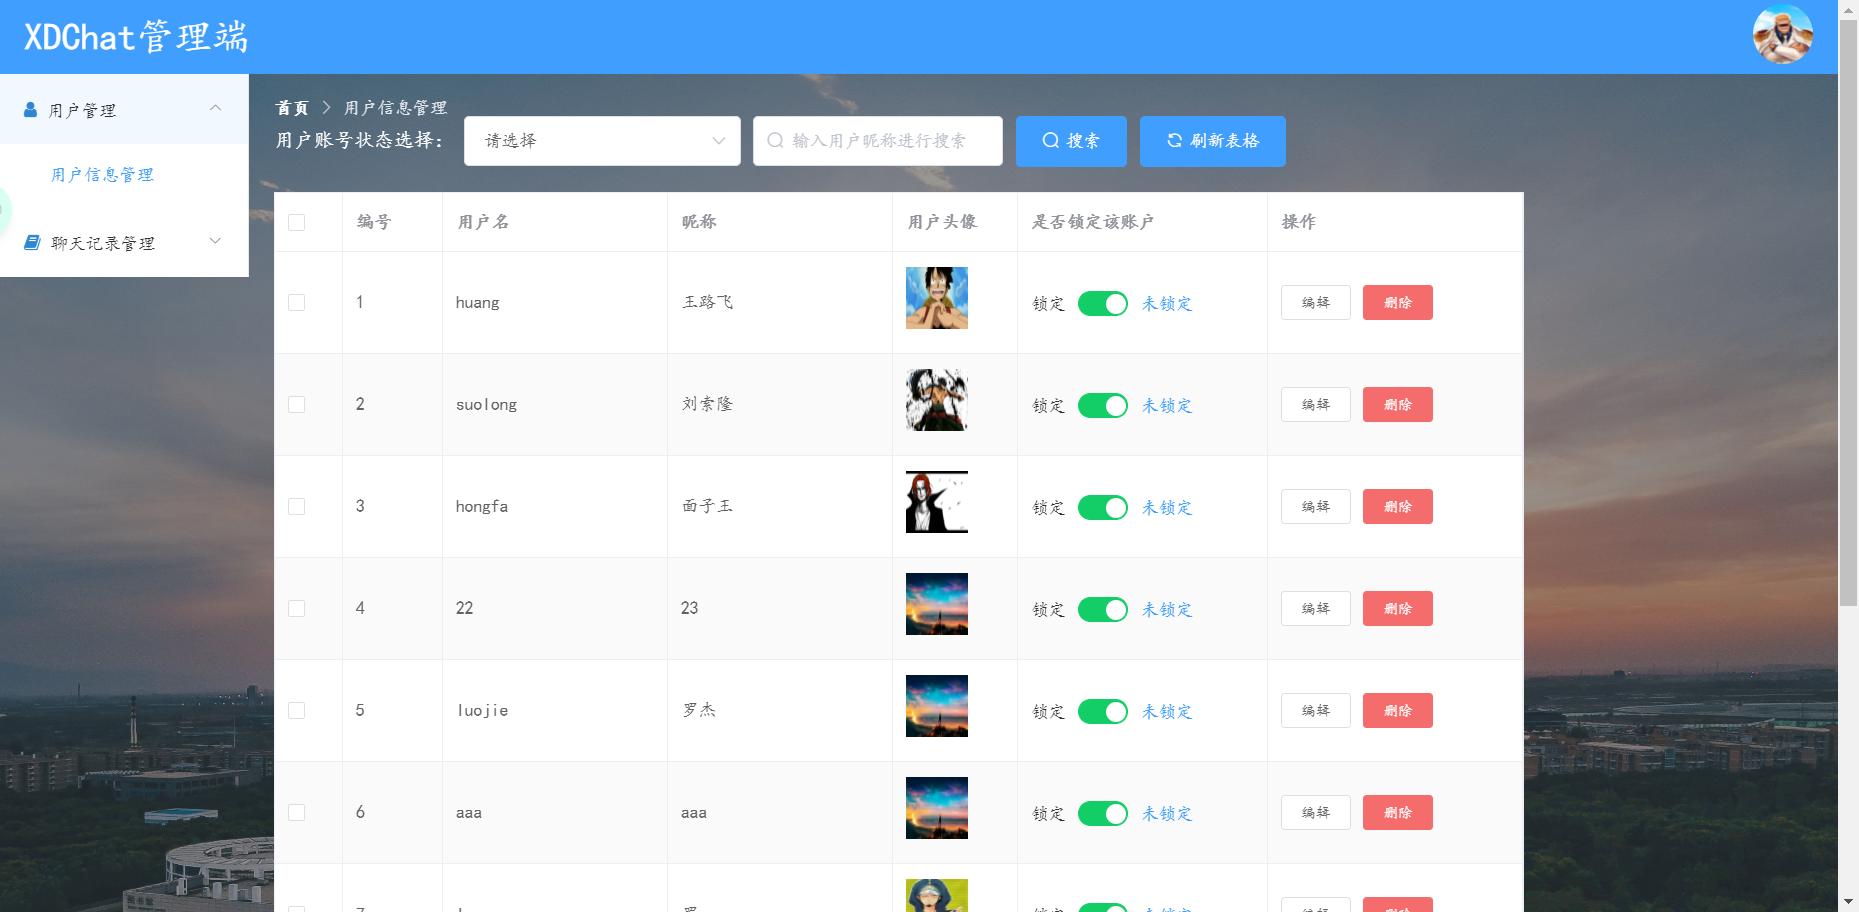 XDChat管理端
用户管理
用户信息管理
聊天记录管理
首页 > 用户信息管理
用户账号状态选择: 请选择 输入用户昵称进行搜索 搜索 刷新表格
编号 用户名 昵称 用户头像 是否锁定该账户 操作
1 huang 王路飞 锁定 未锁定 编辑 删除
2 suolong 刘索隆 锁定 未锁定 编辑 删除
3 hongfa 面子王 锁定 未锁定 编辑 删除
4 22 23 锁定 未锁定 编辑 删除
5 luojie 罗杰 锁定 未锁定 编辑 删除
6 aaa aaa 锁定 未锁定 编辑 删除